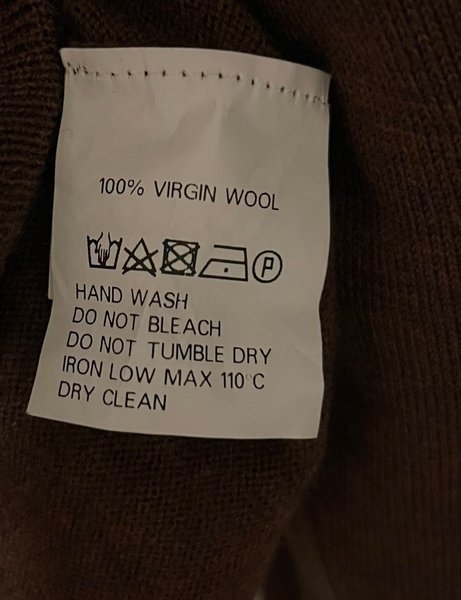 100% VIRGIN WOOL
P
HAND WASH
DO NOT BLEACH
DO NOT TUMBLE DRY
IRON LOW MAX 110°C
DRY CLEAN